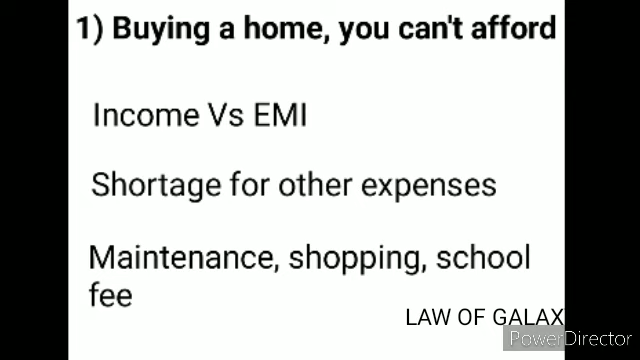 1) Buying a home, you can't afford
Income Vs EMI
Shortage for other expenses
Maintenance, shopping, school
fee
LAW OF GALAX
PowerDirector